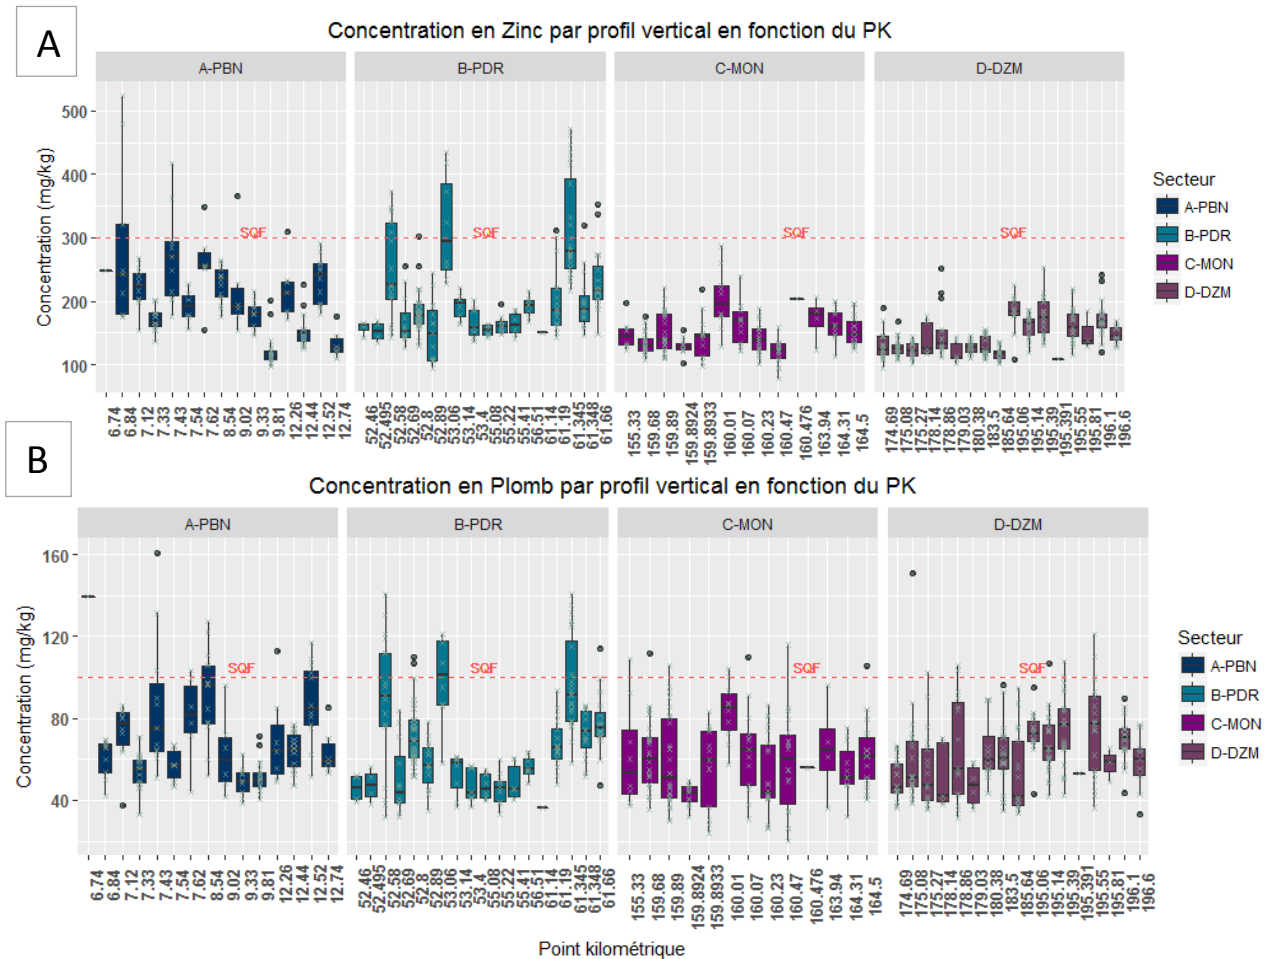 A
Concentration en Zinc par profil vertical en fonction du PK
A-PBN B-PDR C-MON D-DZM
Concentration (mg/kg)
500
400
300
200
100
SQF SQF SQF SQF
6.74 6.84 7.12 7.33 7.43 7.54 7.62 8.54 9.02 9.33 9.81 12.26 12.44 12.52 12.74
52.46 52.495 52.58 52.69 52.8 52.89 53.06 53.14 53.4 55.08 55.22 55.41 56.51 61.14 61.19 61.345 61.348 61.66
155.33 159.68 159.89 159.8924 159.8933 160.01 160.07 160.23 160.47 160.476 163.94 164.31 164.5
174.69 175.08 175.27 178.14 178.86 179.03 180.38 183.5 185.64 195.06 195.14 195.39 195.391 195.55 195.81 196.1 196.6
Secteur
A-PBN
B-PDR
C-MON
D-DZM
B
Concentration en Plomb par profil vertical en fonction du PK
A-PBN B-PDR C-MON D-DZM
Concentration (mg/kg)
160
120
80
40
SQF SQF SQF SQF
6.74 6.84 7.12 7.33 7.43 7.54 7.62 8.54 9.02 9.33 9.81 12.26 12.44 12.52 12.74
52.46 52.495 52.58 52.69 52.8 52.89 53.06 53.14 53.4 55.08 55.22 55.41 56.51 61.14 61.19 61.345 61.348 61.66
155.33 159.68 159.89 159.8924 159.8933 160.01 160.07 160.23 160.47 160.476 163.94 164.31 164.5
174.69 175.08 175.27 178.14 178.86 179.03 180.38 183.5 185.64 195.06 195.14 195.39 195.391 195.55 195.81 196.1 196.6
Point kilométrique
Secteur
A-PBN
B-PDR
C-MON
D-DZM